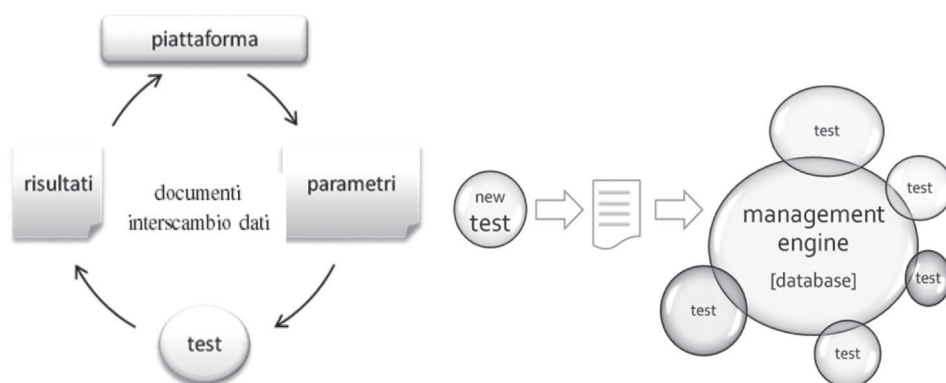 piattaforma
risultati
documenti
interscambio dati
parametri
test
new
test
test
test
management
engine
[database]
test
test
test